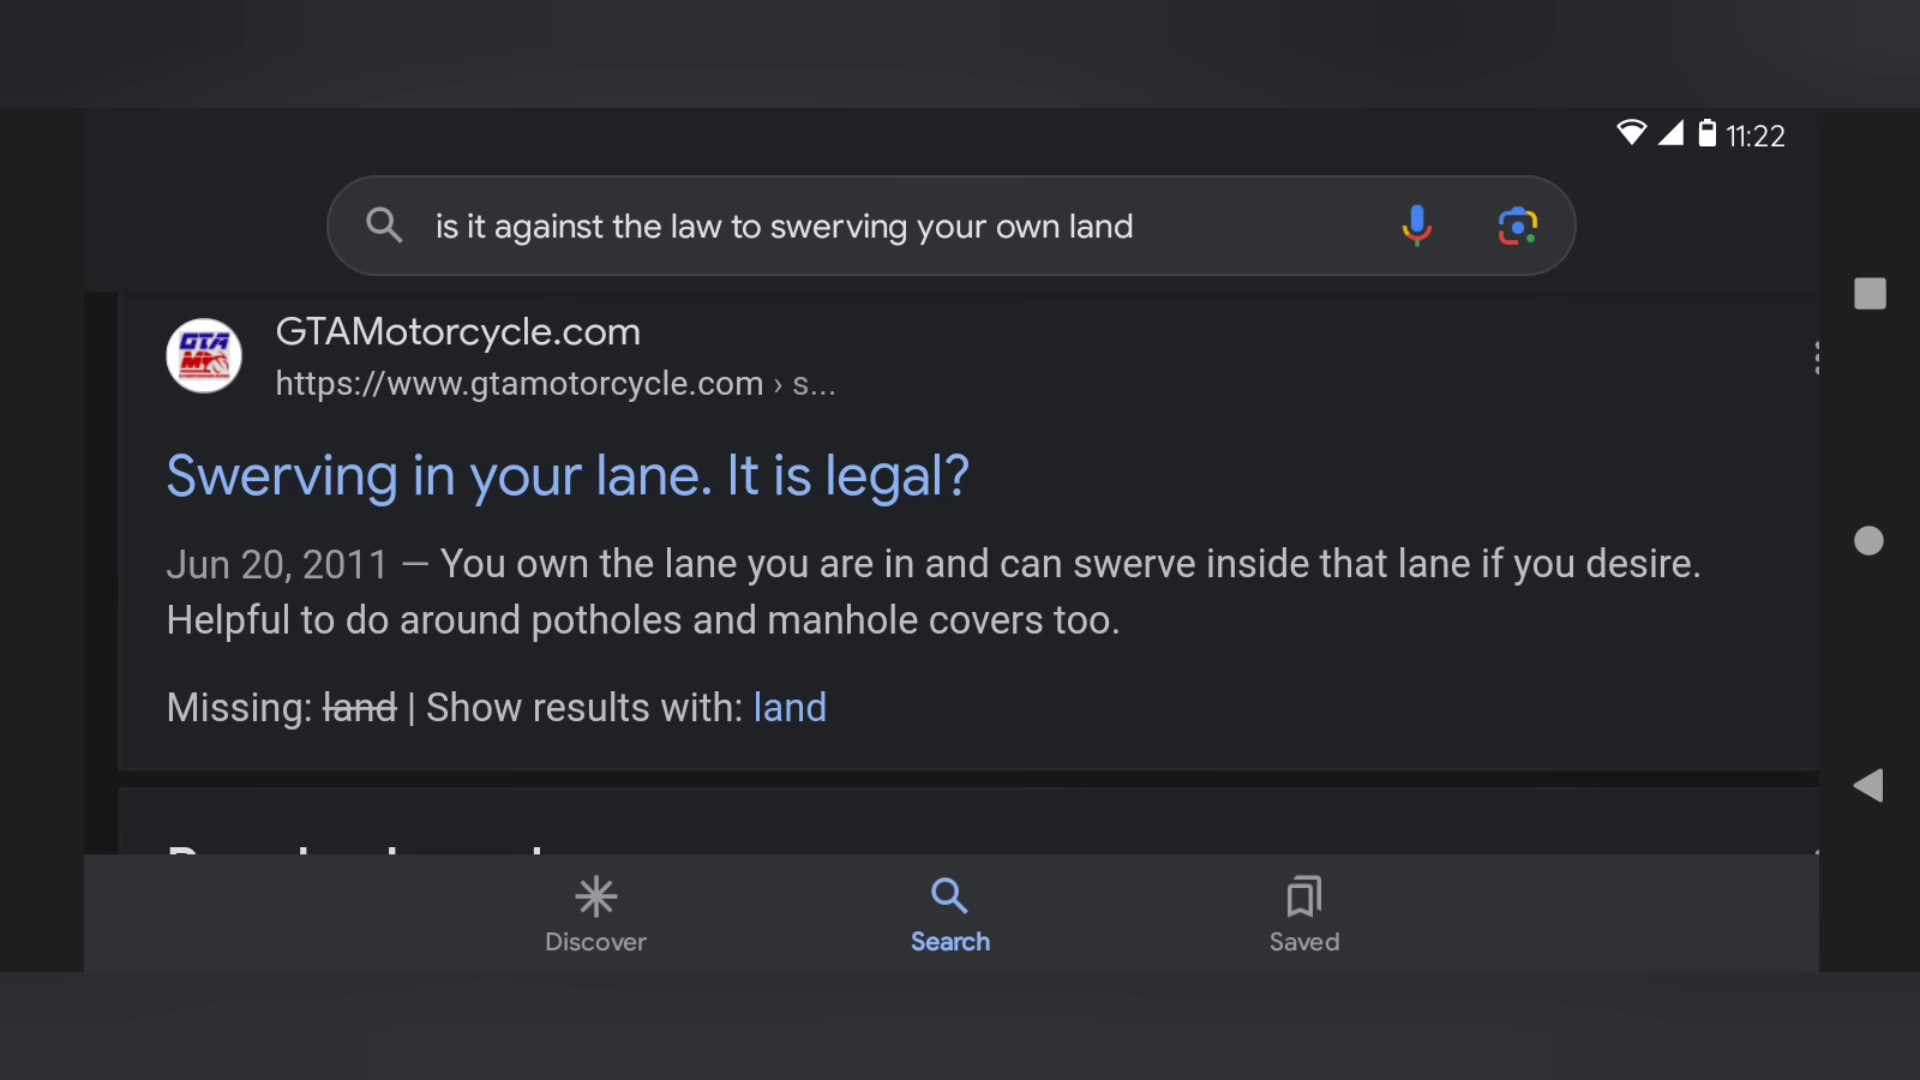 11:22
is it against the law to swerving your own land
GTA
GTAMotorcycle.com
https://www.gtamotorcycle.com › s...
Swerving in your lane. It is legal?
Jun 20, 2011 — You own the lane you are in and can swerve inside that lane if you desire.
Helpful to do around potholes and manhole covers too.
Missing: land | Show results with: land
Discover
Search
Saved